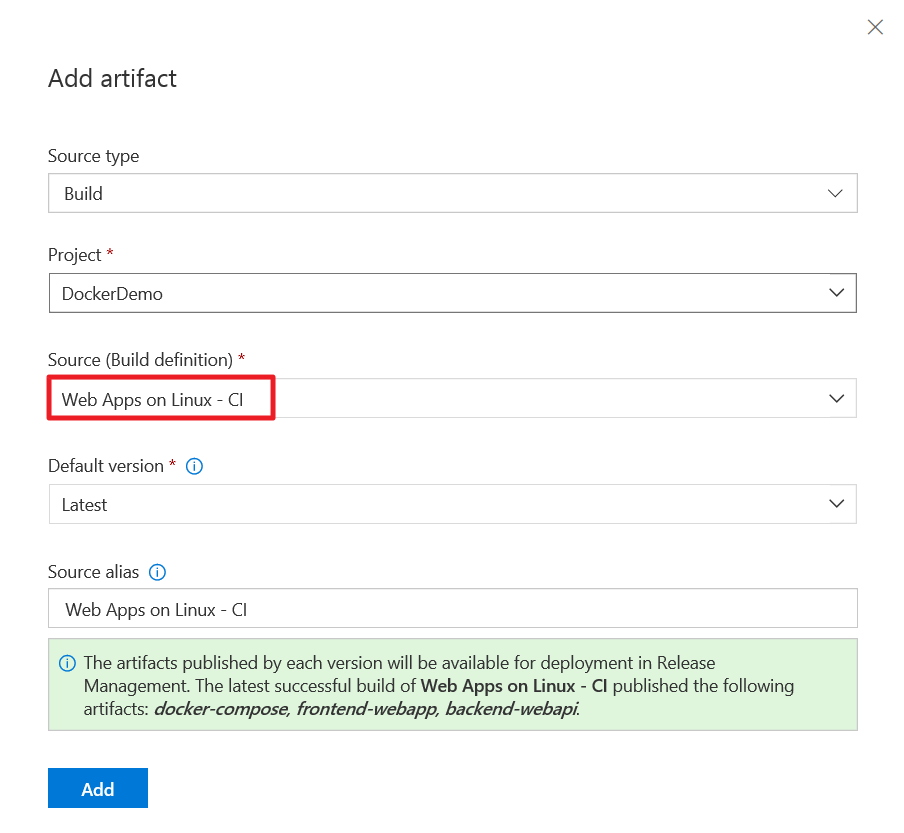 Add artifact
Source type
Build
Project *
DockerDemo
Source (Build definition) *
Web Apps on Linux - CI
Default version *
Latest
Source alias
Web Apps on Linux - CI
The artifacts published by each version will be available for deployment in Release
Management. The latest successful build of Web Apps on Linux - CI published the following
artifacts: docker-compose, frontend-webapp, backend-webapi.
Add